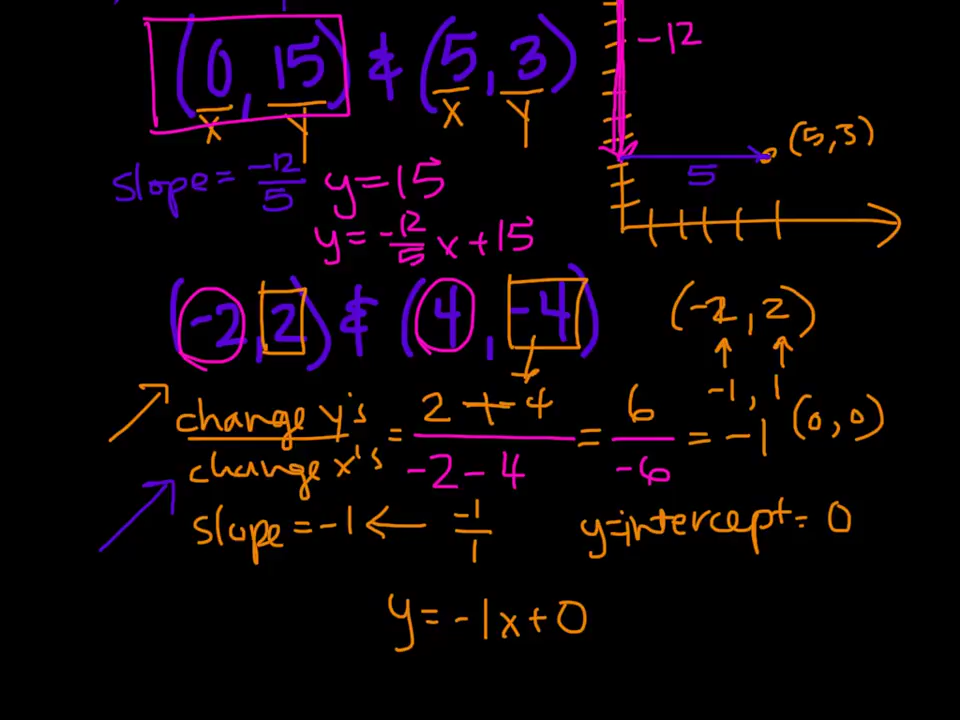 (0, 15) & (5, 3)
x y x y
-12
(5,3)
5
slope = -12/5 y=15
y= -12/5 x+15
(-2, 2) & (4, -4)
(-2, 2)
-1, 1
(0,0)
change y's / change x's = 2 + 4 / -2 - 4 = 6 / -6 = -1
slope = -1 ← -1/1
y=intercept= 0
y= -1x+0